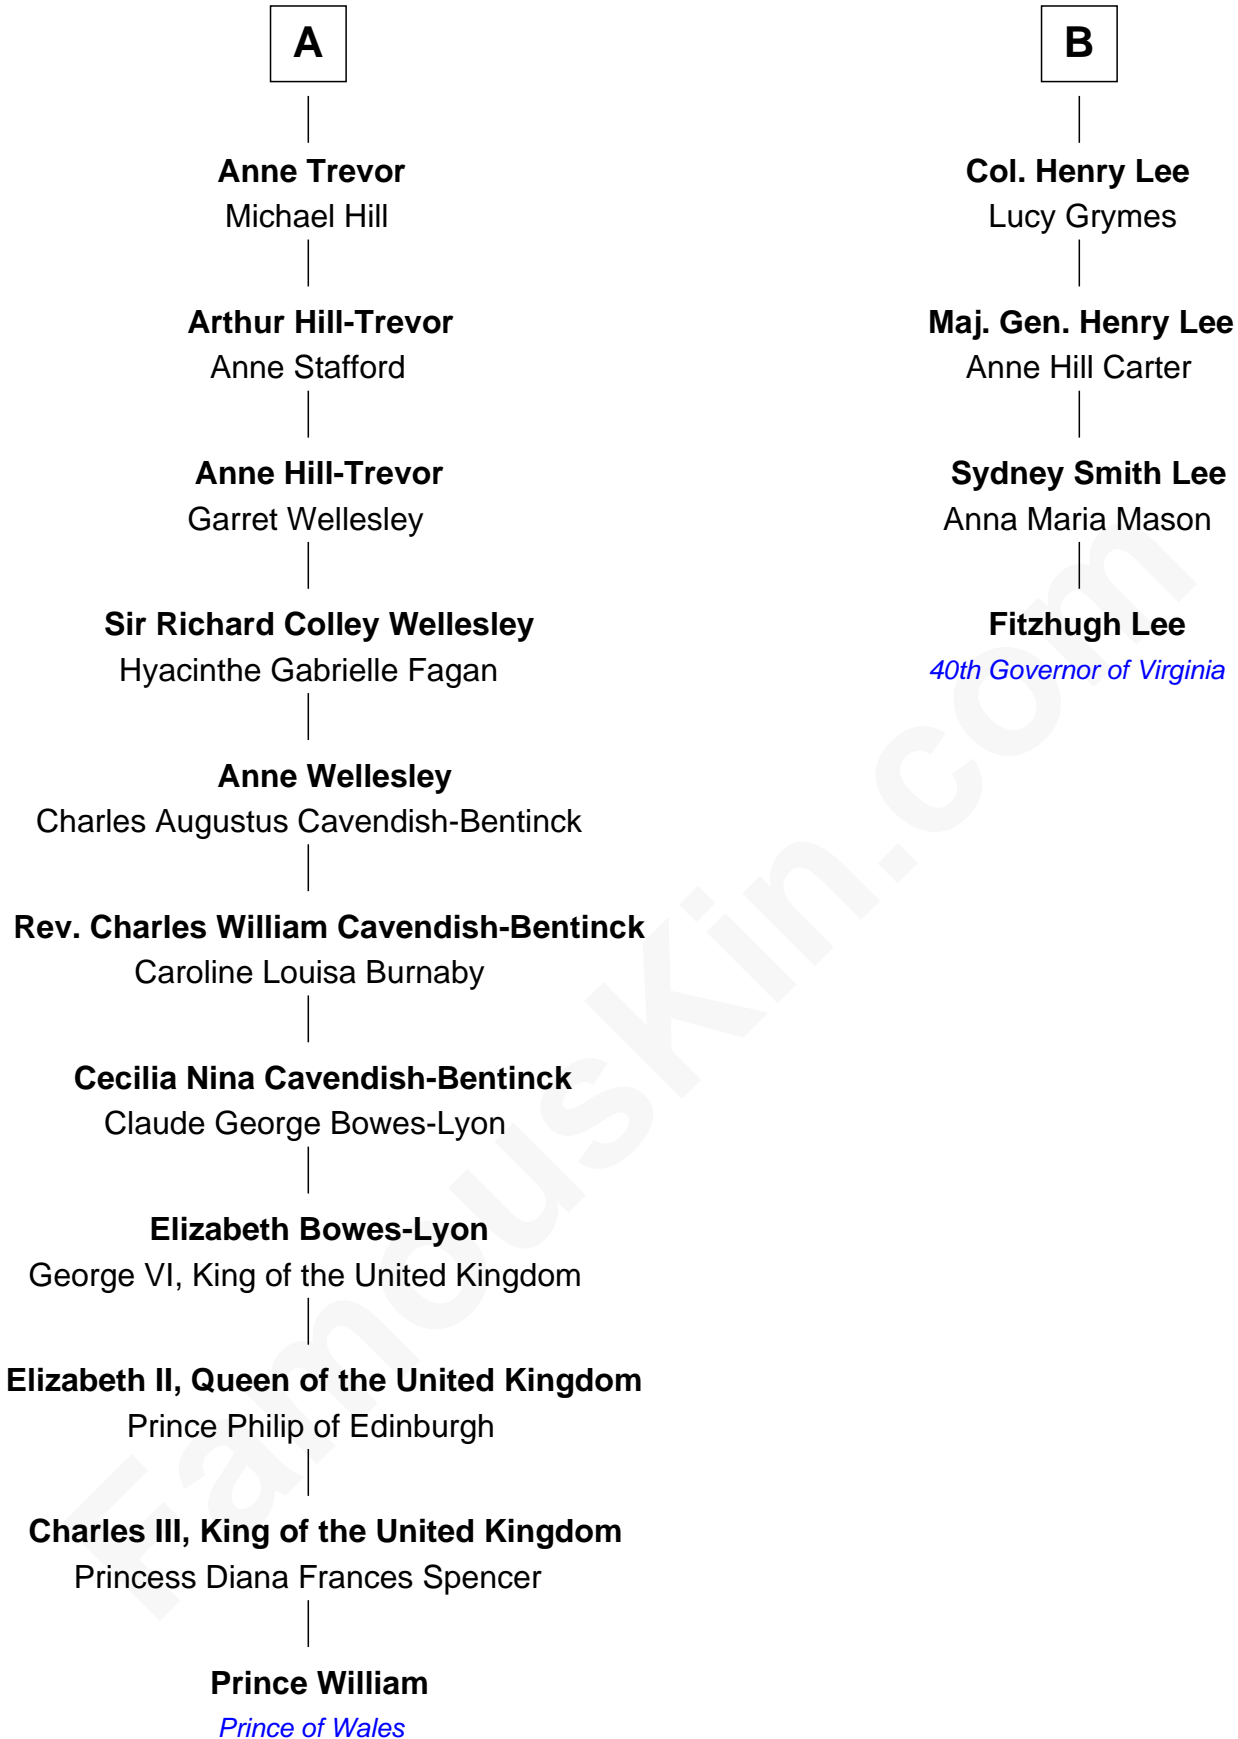 A
Anne Trevor
Michael Hill
Arthur Hill-Trevor
Anne Stafford
Anne Hill-Trevor
Garret Wellesley
Sir Richard Colley Wellesley
Hyacinthe Gabrielle Fagan
Anne Wellesley
Charles Augustus Cavendish-Bentinck
Rev. Charles William Cavendish-Bentinck
Caroline Louisa Burnaby
Cecilia Nina Cavendish-Bentinck
Claude George Bowes-Lyon
Elizabeth Bowes-Lyon
George VI, King of the United Kingdom
Elizabeth II, Queen of the United Kingdom
Prince Philip of Edinburgh
Charles III, King of the United Kingdom
Princess Diana Frances Spencer
Prince William
Prince of Wales
B
Col. Henry Lee
Lucy Grymes
Maj. Gen. Henry Lee
Anne Hill Carter
Sydney Smith Lee
Anna Maria Mason
Fitzhugh Lee
40th Governor of Virginia
FamousKin.com